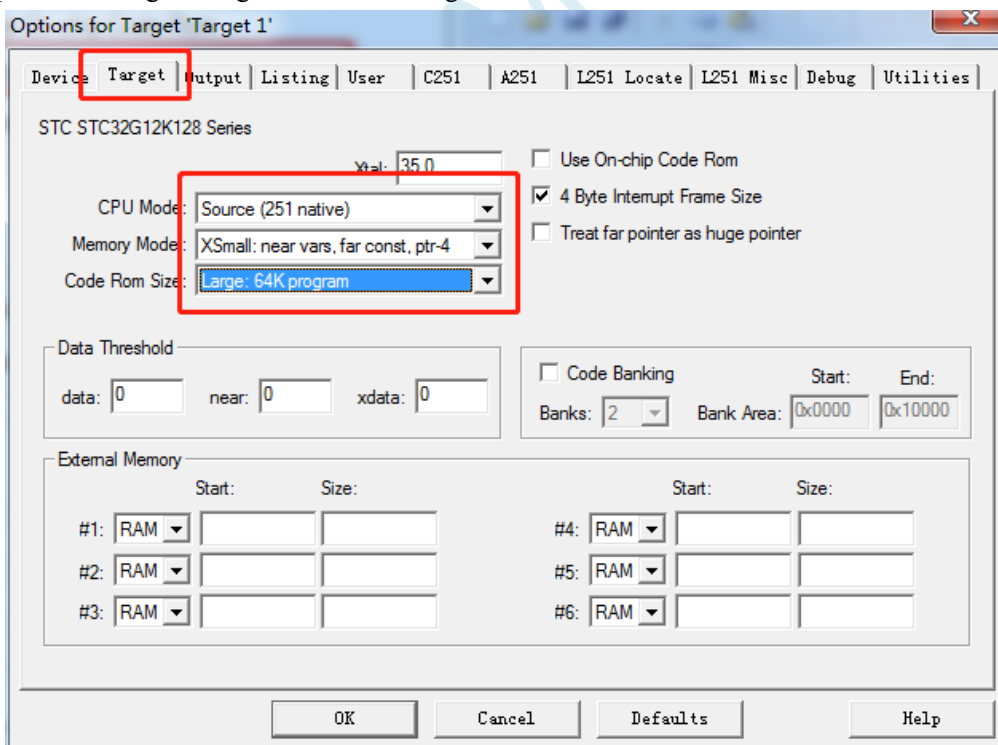 Options for Target 'Target 1'
X
Device Target Output Listing User C251 A251 L251 Locate L251 Misc Debug Utilities
STC STC32G12K128 Series
Xtal: 35.0
Use On-chip Code Rom
CPU Mode: Source (251 native)
4 Byte Interrupt Frame Size
Memory Model: XSmall: near vars, far const, ptr-4
Treat far pointer as huge pointer
Code Rom Size: Large: 64K program
Data Threshold
data: 0 near: 0 xdata: 0
Code Banking Start: End:
Banks: 2 Bank Area: 0x0000 0x10000
External Memory
Start: Size: Start: Size:
#1: RAM #4: RAM
#2: RAM #5: RAM
#3: RAM #6: RAM
OK Cancel Defaults Help